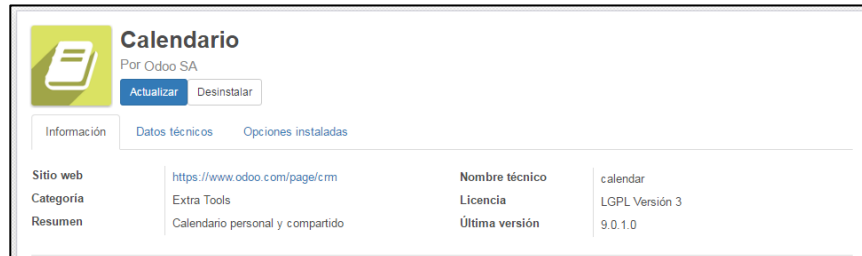 Calendario
Por Odoo SA
Actualizar Desinstalar
Información Datos técnicos Opciones instaladas
Sitio web https://www.odoo.com/page/crm Nombre técnico calendar
Categoría Extra Tools Licencia LGPL Versión 3
Resumen Calendario personal y compartido Última versión 9.0.1.0